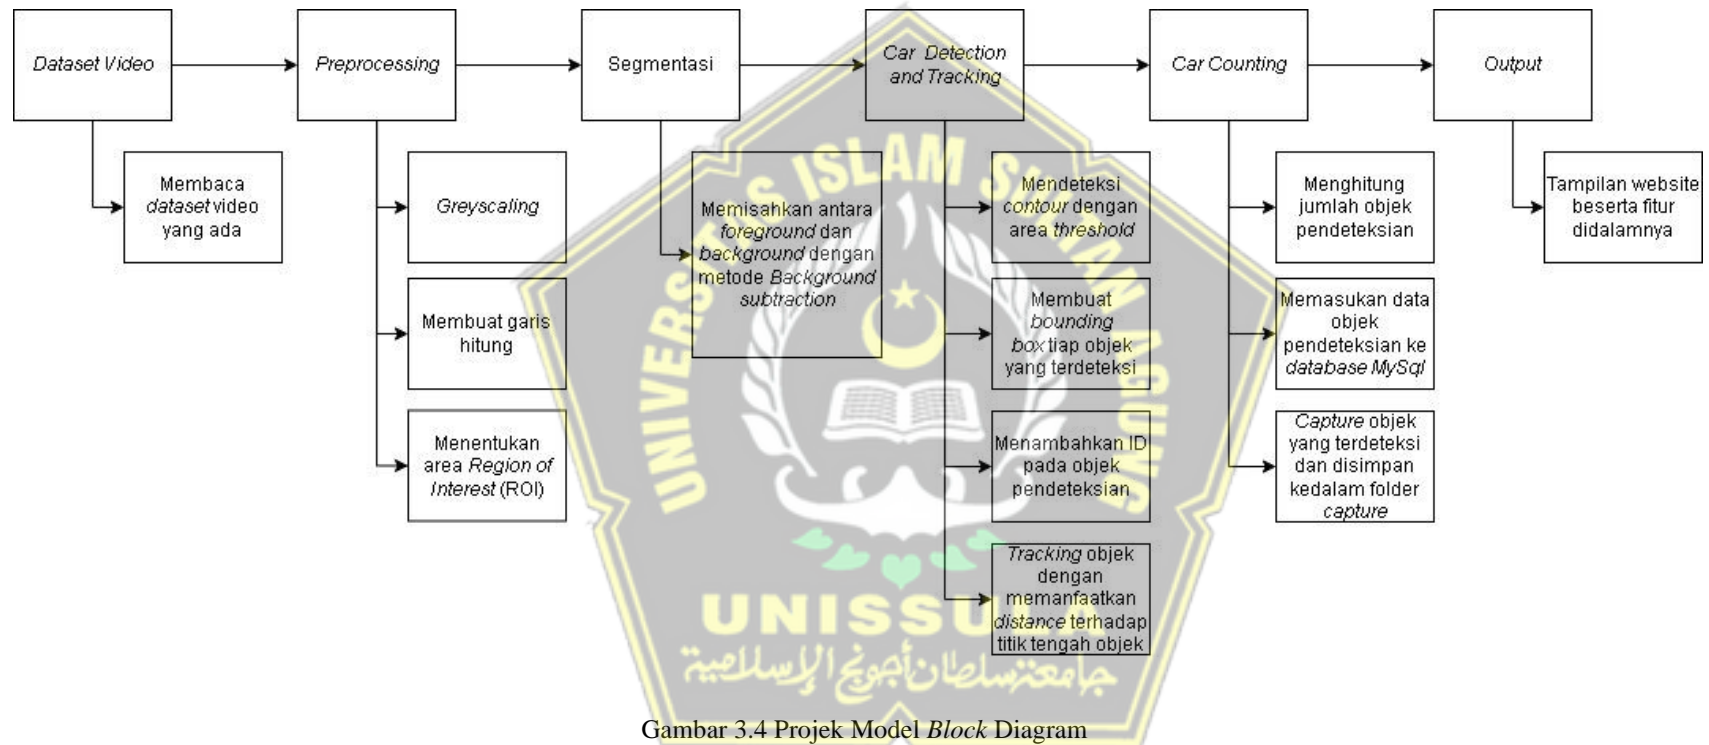 Dataset Video
Preprocessing
Segmentasi
Car Detection
and Tracking
Car Counting
Output
Membaca
dataset video
yang ada
Greyscaling
Membuat garis
hitung
Menentukan
area Region of
Interest (ROI)
Memisahkan antara
foreground dan
background dengan
metode Background
subtraction
Mendeteksi
contour dengan
area threshold
Membuat
bounding
box tiap objek
yang terdeteksi
Menambahkan ID
pada objek
pendeteksian
Tracking objek
dengan
memanfaatkan
distance terhadap
titik tengah objek
Menghitung
jumlah objek
pendeteksian
Memasukan data
objek
pendeteksian ke
database MySql
Capture objek
yang terdeteksi
dan disimpan
kedalam folder
capture
Tampilan website
beserta fitur
didalamnya
UNIVERSITAS ISLAM SULTAN AGUNG
UNISSULA
جامعة سلطان أجونج الإسلامية
Gambar 3.4 Projek Model Block Diagram